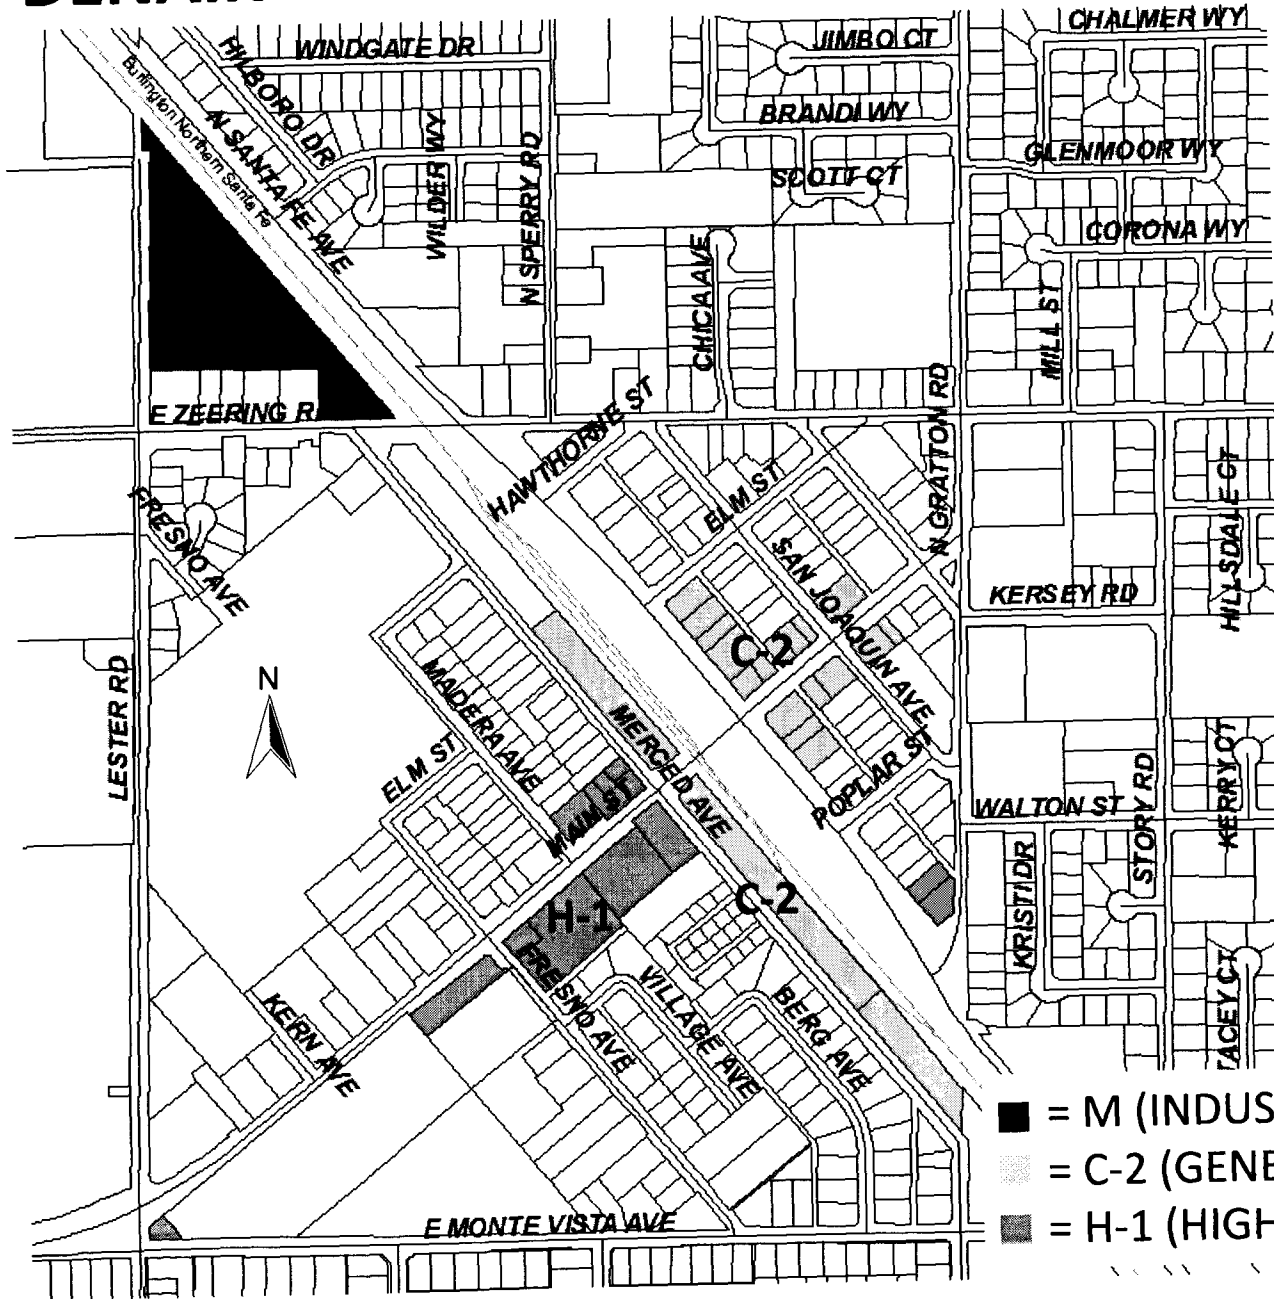 WINDGATE DR
JIMBO CT
CHALMER WY
HILBORO DR
Burlington Northern Santa Fe
N SANTA FE AVE
WILDER WY
N SPERRY RD
BRANDI WY
SCOTT CT
GLENMOOR WY
CORONA WY
CHICA AVE
MILL ST
E ZEERING R
HAWTHORNE ST
N GRATTON RD
ELM ST
FRESNO AVE
SAN JOAQUIN AVE
KERSEY RD
HILLSDALE CT
C-2
N
LESTER RD
MADERA AVE
MERCED AVE
ELM ST
MAIN ST
POPLAR ST
WALTON ST
STORY RD
KERRY CT
KRISTI DR
C-2
H-1
FRESNO AVE
VILLAGE AVE
BERG AVE
KERN AVE
TACEY CT
= M (INDUS
= C-2 (GENE
= H-1 (HIGH
E MONTE VISTA AVE